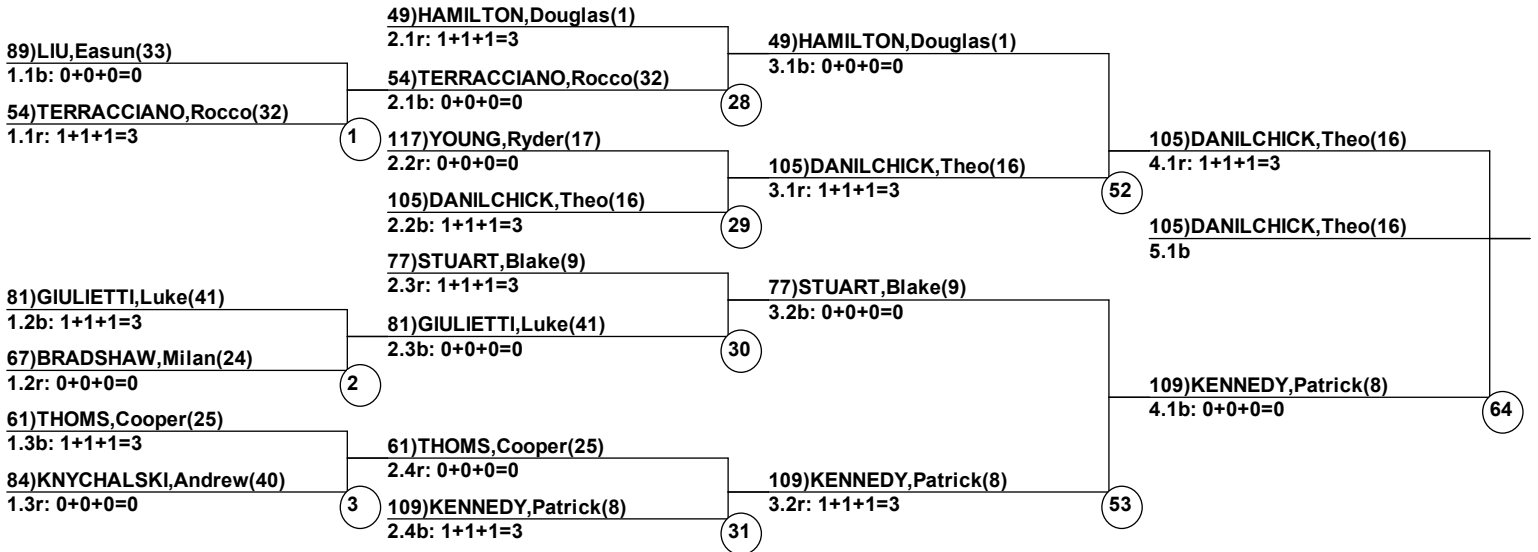 89)LIU,Easun(33)
1.1b: 0+0+0=0
54)TERRACCIANO,Rocco(32)
1.1r: 1+1+1=3
1
81)GIULIETTI,Luke(41)
1.2b: 1+1+1=3
67)BRADSHAW,Milan(24)
1.2r: 0+0+0=0
2
61)THOMS,Cooper(25)
1.3b: 1+1+1=3
84)KNYCHALSKI,Andrew(40)
1.3r: 0+0+0=0
3
49)HAMILTON,Douglas(1)
2.1r: 1+1+1=3
54)TERRACCIANO,Rocco(32)
2.1b: 0+0+0=0
28
117)YOUNG,Ryder(17)
2.2r: 0+0+0=0
105)DANILCHICK,Theo(16)
2.2b: 1+1+1=3
29
77)STUART,Blake(9)
2.3r: 1+1+1=3
81)GIULIETTI,Luke(41)
2.3b: 0+0+0=0
30
61)THOMS,Cooper(25)
2.4r: 0+0+0=0
109)KENNEDY,Patrick(8)
2.4b: 1+1+1=3
31
49)HAMILTON,Douglas(1)
3.1b: 0+0+0=0
105)DANILCHICK,Theo(16)
3.1r: 1+1+1=3
52
77)STUART,Blake(9)
3.2b: 0+0+0=0
109)KENNEDY,Patrick(8)
3.2r: 1+1+1=3
53
105)DANILCHICK,Theo(16)
4.1r: 1+1+1=3
105)DANILCHICK,Theo(16)
5.1b
109)KENNEDY,Patrick(8)
4.1b: 0+0+0=0
64